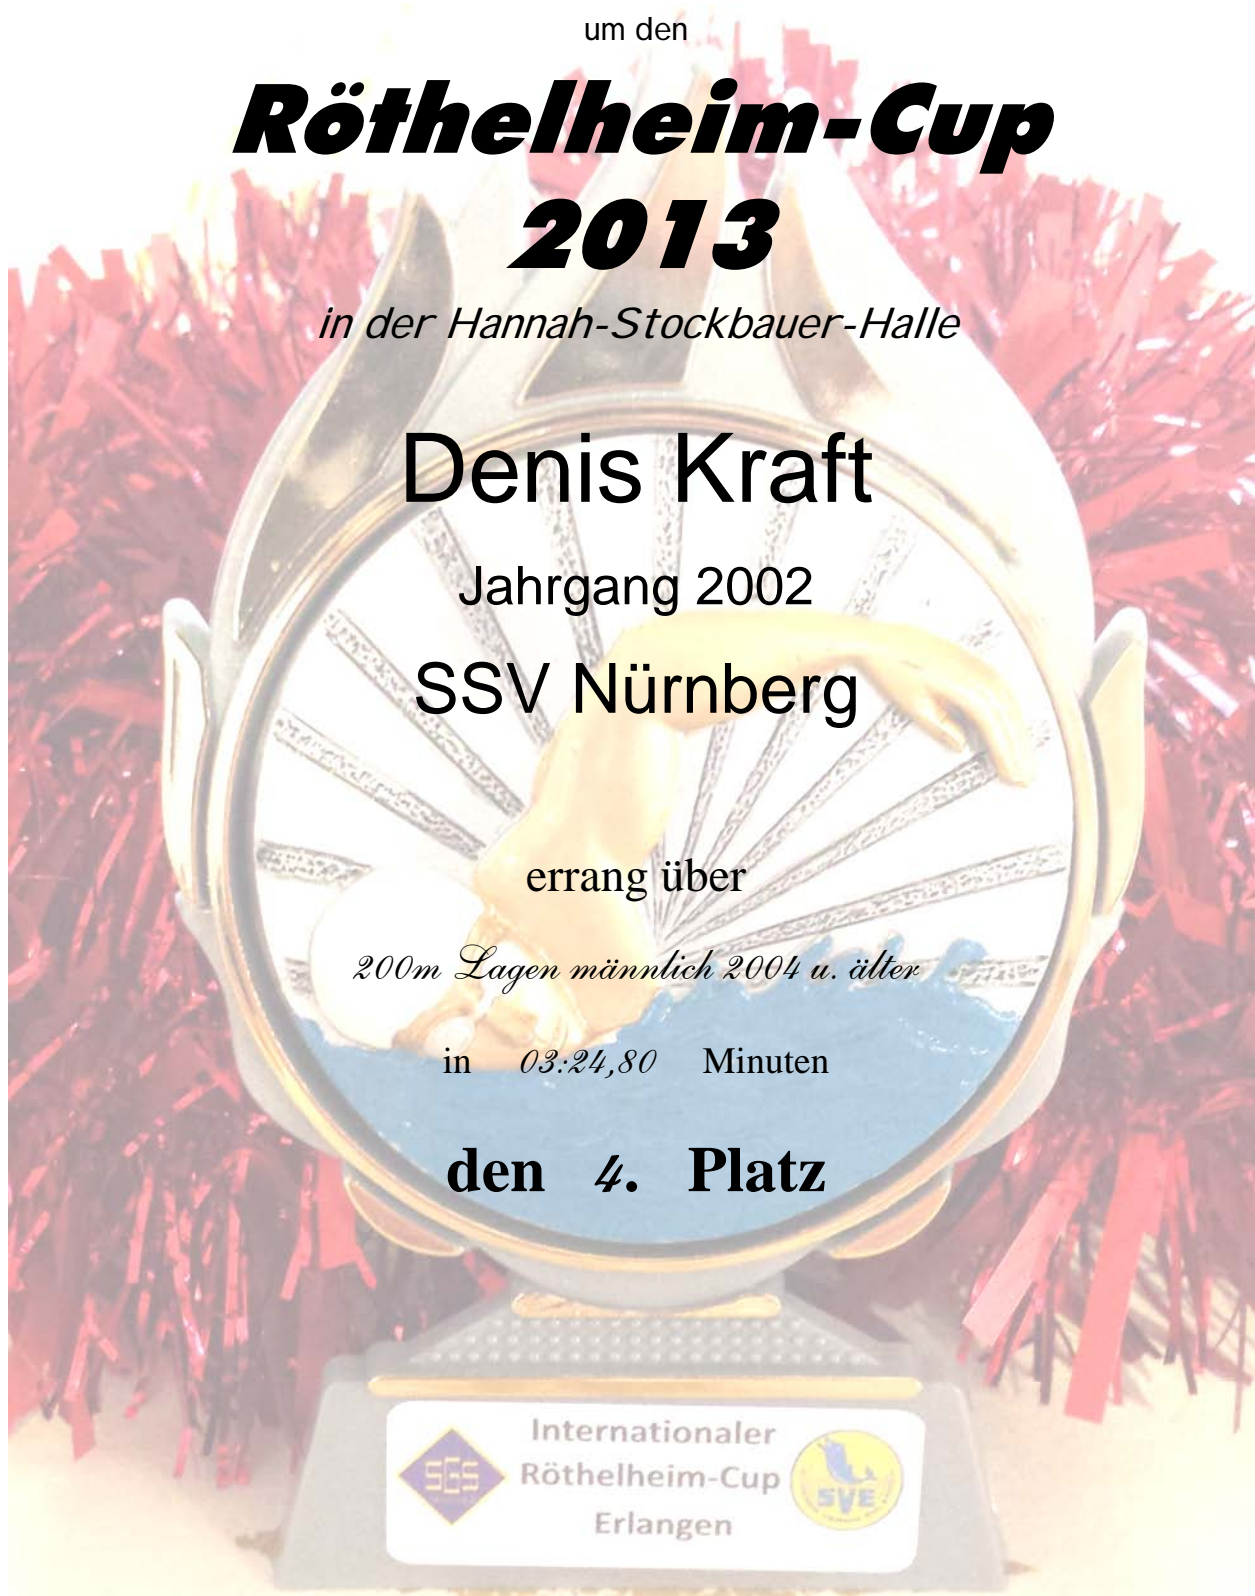 um den
Röthelheim-Cup
2013
in der Hannah-Stockbauer-Halle
Denis Kraft
Jahrgang 2002
SSV Nürnberg
errang über
200m Lagen männlich 2004 u. älter
in 03:24,80 Minuten
den 4. Platz
Internationaler
SGS Röthelheim-Cup SVE
Erlangen